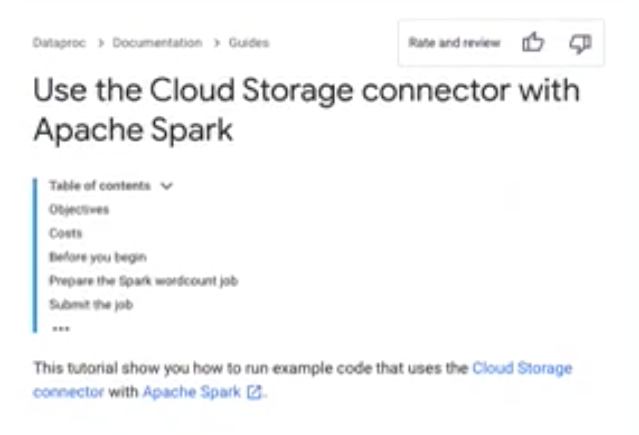 Dataproc > Documentation > Guides
Rate and review
Use the Cloud Storage connector with
Apache Spark
Table of contents
Objectives
Costs
Before you begin
Prepare the Spark wordcount job
Submit the job
•••
This tutorial show you how to run example code that uses the Cloud Storage
connector with Apache Spark.